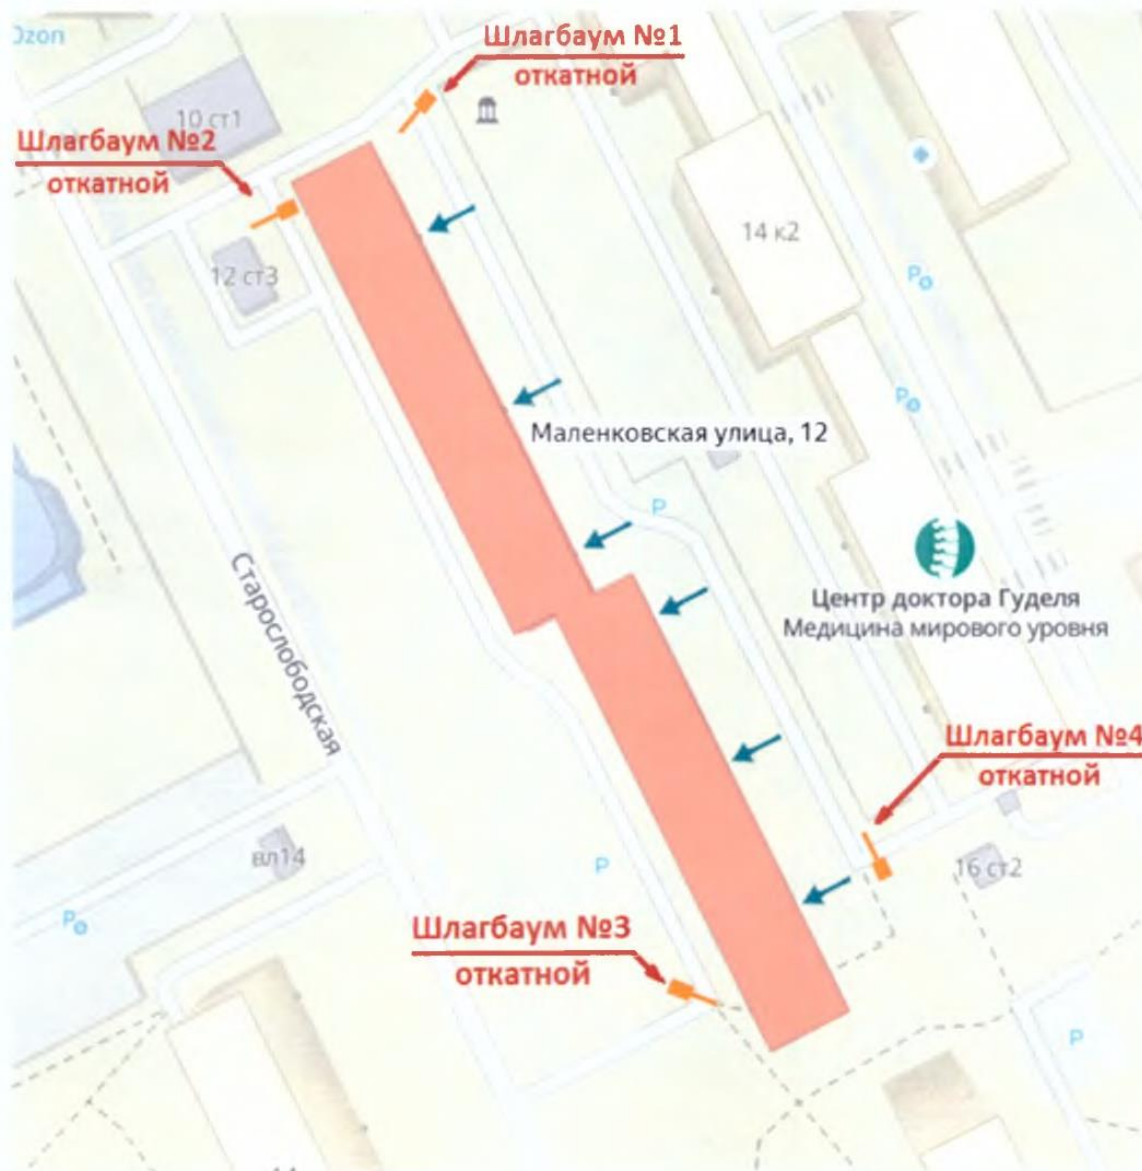 Ozon
Шлагбаум №1
откатной
10 ст1
Шлагбаум №2
откатной
14 к2
12 ст3
P
P
Маленковская улица, 12
P
Старослободская
Центр доктора Гуделя
Медицина мирового уровня
Шлагбаум №4
откатной
вл14
P
16 ст2
P
Шлагбаум №3
откатной
P